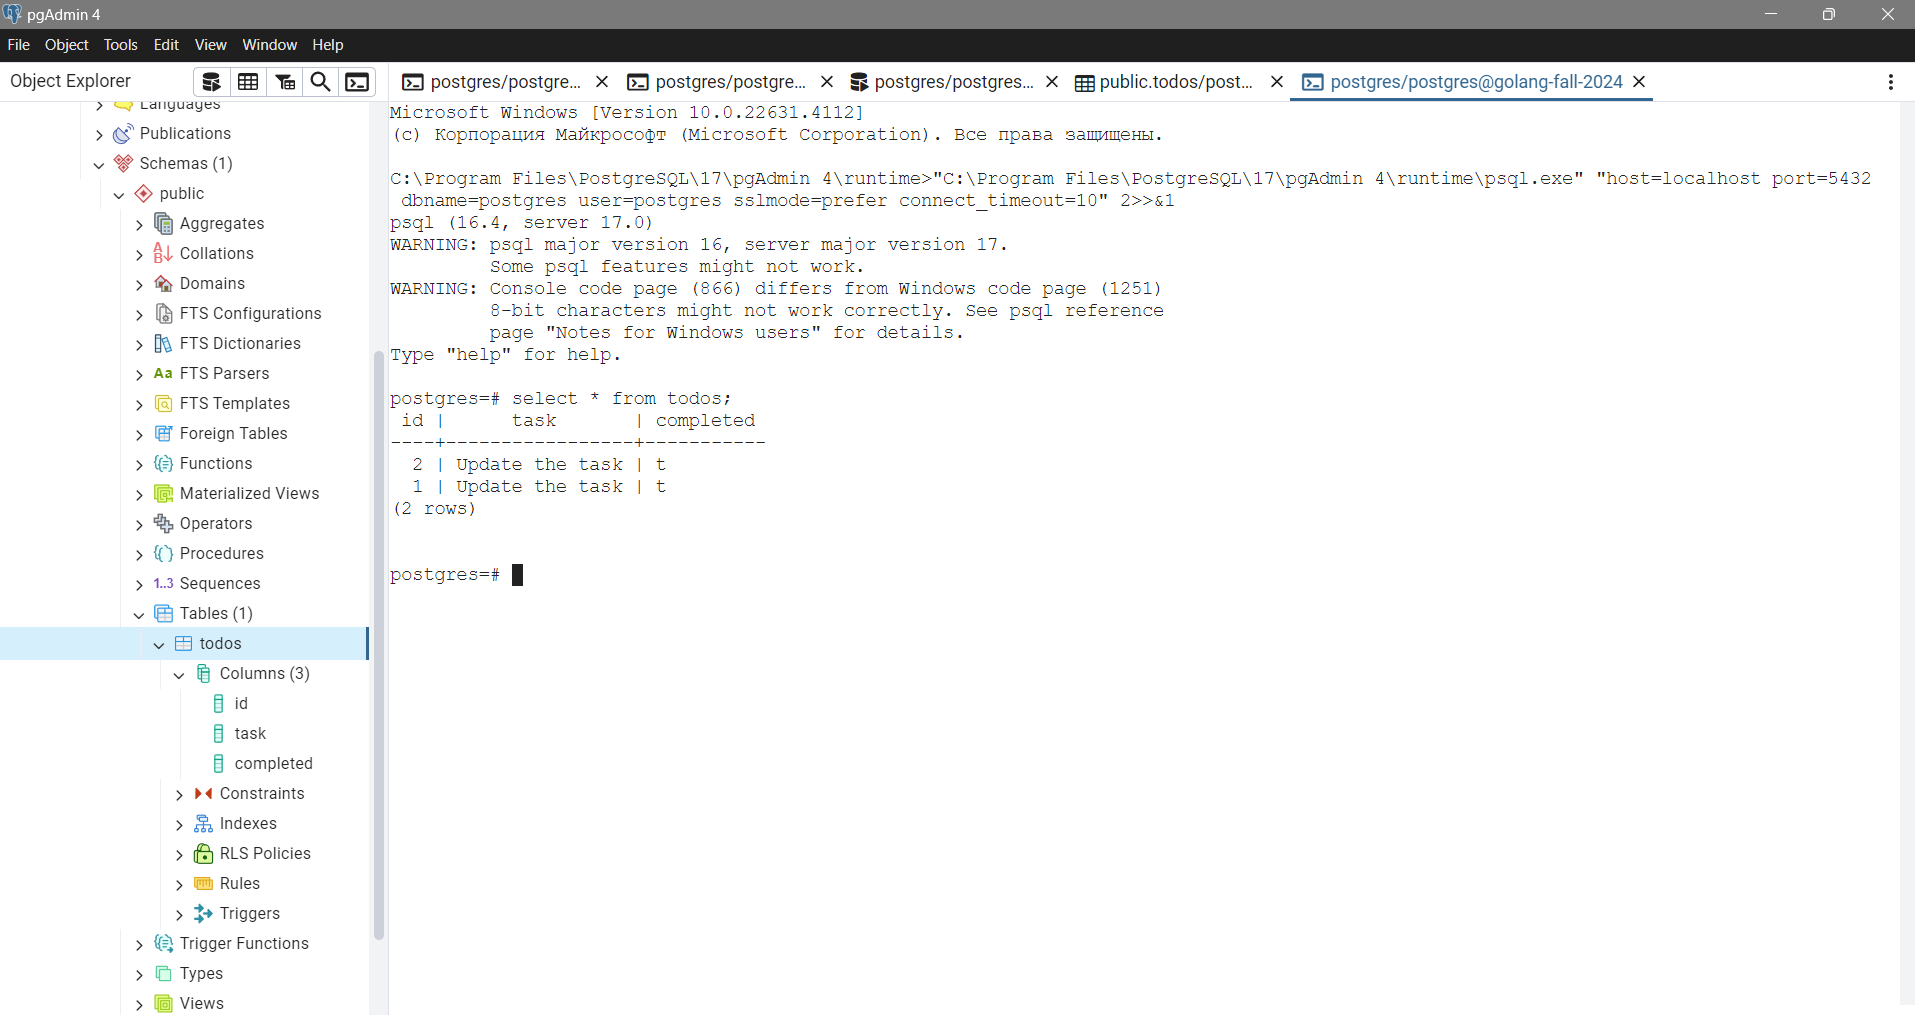 pgAdmin 4
File Object Tools Edit View Window Help
Object Explorer
postgres/postgre... postgres/postgre... postgres/postgres... public.todos/post... postgres/postgres@golang-fall-2024
Languages
Publications
Schemas (1)
public
Aggregates
Collations
Domains
FTS Configurations
FTS Dictionaries
Aa FTS Parsers
FTS Templates
Foreign Tables
Functions
Materialized Views
Operators
Procedures
1..3 Sequences
Tables (1)
todos
Columns (3)
id
task
completed
Constraints
Indexes
RLS Policies
Rules
Triggers
Trigger Functions
Types
Views
Microsoft Windows [Version 10.0.22631.4112]
(c) Корпорация Майкрософт (Microsoft Corporation). Все права защищены.
C:\Program Files\PostgreSQL\17\pgAdmin 4\runtime>"C:\Program Files\PostgreSQL\17\pgAdmin 4\runtime\psql.exe" "host=localhost port=5432
dbname=postgres user=postgres sslmode=prefer connect_timeout=10" 2>>&1
psql (16.4, server 17.0)
WARNING: psql major version 16, server major version 17.
Some psql features might not work.
WARNING: Console code page (866) differs from Windows code page (1251)
8-bit characters might not work correctly. See psql reference
page "Notes for Windows users" for details.
Type "help" for help.
postgres=# select * from todos;
id | task | completed
----+-----------------+-----------
2 | Update the task | t
1 | Update the task | t
(2 rows)
postgres=#